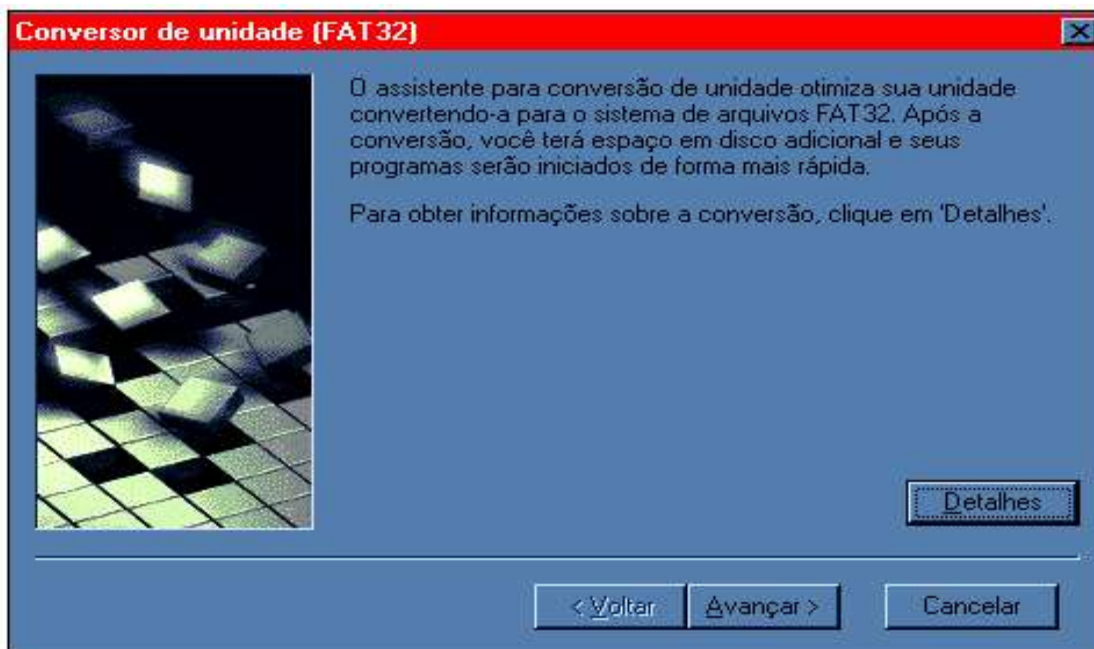 Conversor de unidade (FAT32)
O assistente para conversão de unidade otimiza sua unidade
convertendo-a para o sistema de arquivos FAT32. Após a
conversão, você terá espaço em disco adicional e seus
programas serão iniciados de forma mais rápida.
Para obter informações sobre a conversão, clique em 'Detalhes'.
Detalhes
< Voltar
Avançar >
Cancelar